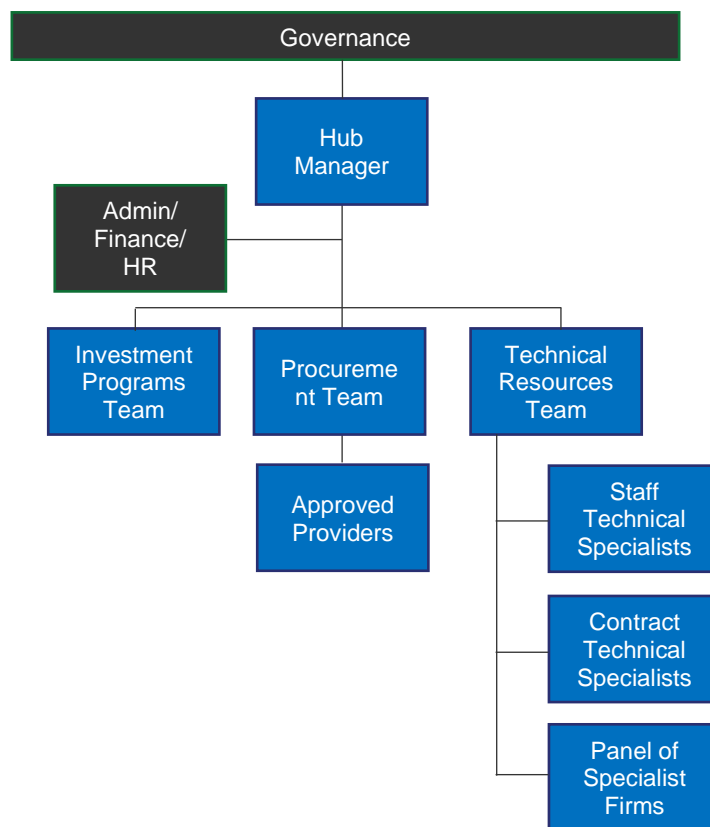 Governance
Hub
Manager
Admin/
Finance/
HR
Investment
Programs
Team
Procureme
nt Team
Technical
Resources
Team
Approved
Providers
Staff
Technical
Specialists
Contract
Technical
Specialists
Panel of
Specialist
Firms